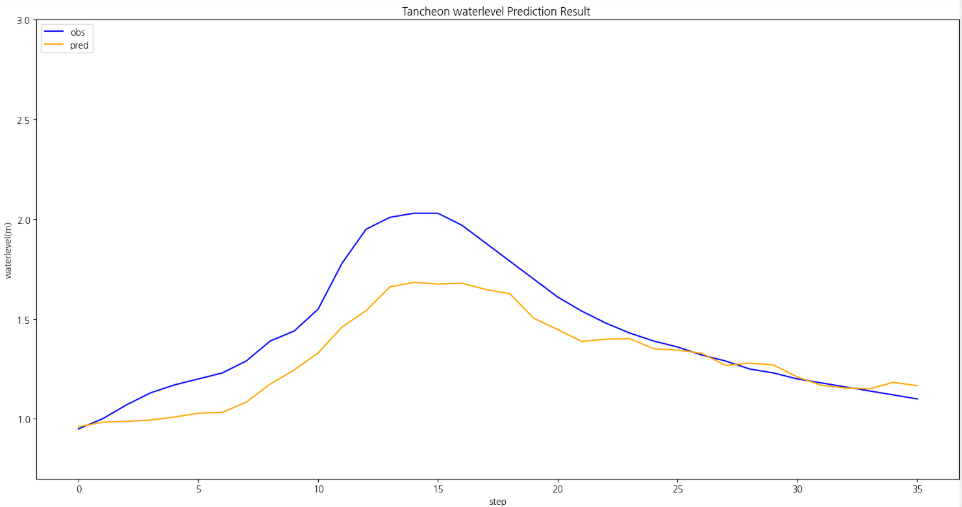 Tancheon waterlevel Prediction Result
obs
pred
3.0
2.5
2.0
1.5
1.0
waterlevel(m)
0 5 10 15 20 25 30 35
step